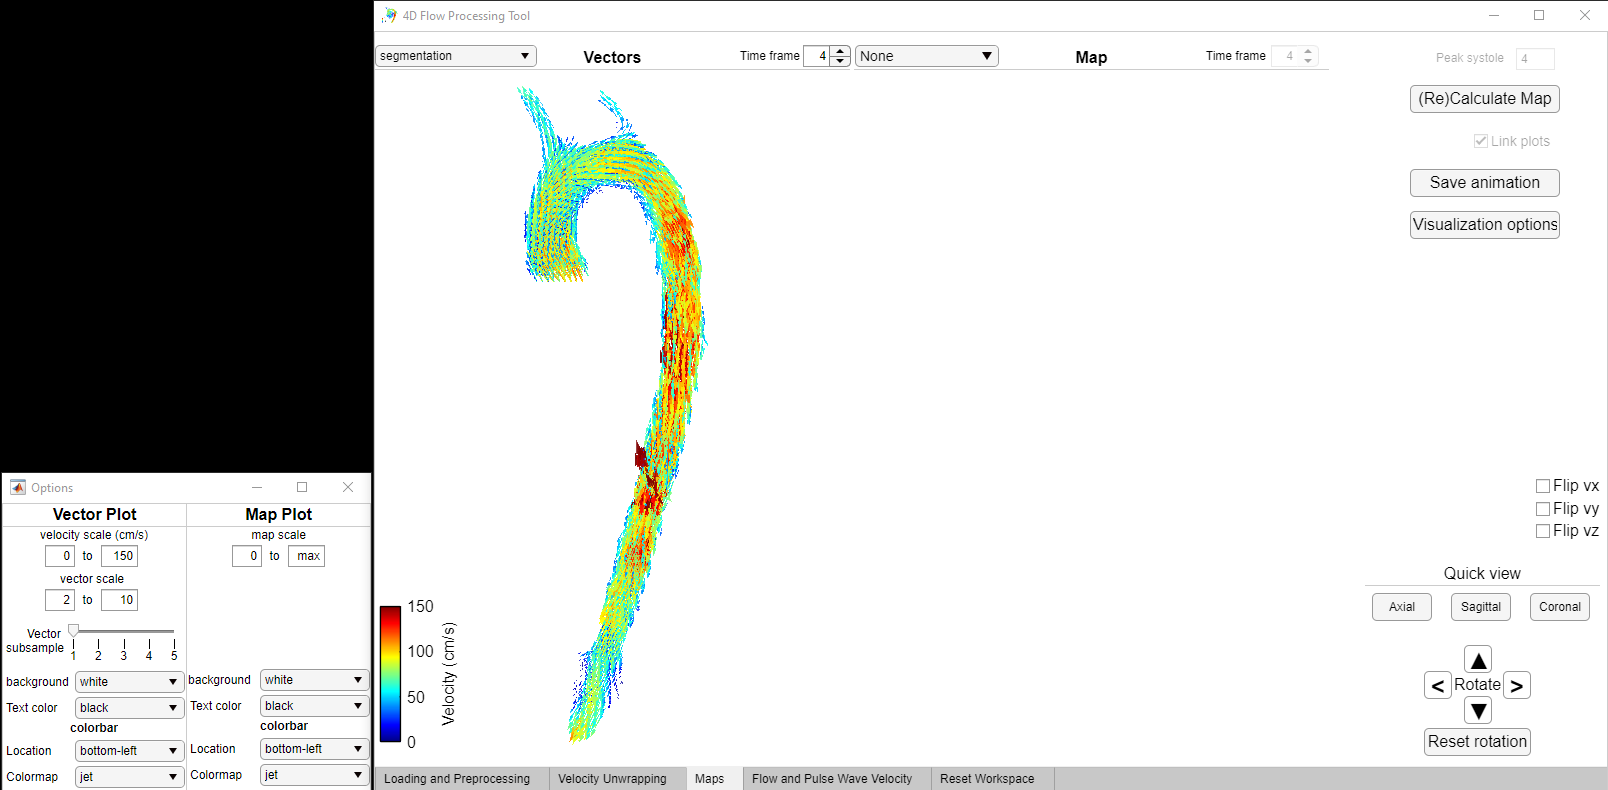 4D Flow Processing Tool
segmentation
Vectors
Time frame 4
None
Map
Time frame 4
Peak systole 4
(Re)Calculate Map
Link plots
Save animation
Visualization options
Flip vx
Flip vy
Flip vz
Quick view
Axial Sagittal Coronal
▲
< Rotate >
▼
Reset rotation
150
100
50
0
Velocity (cm/s)
Loading and Preprocessing Velocity Unwrapping Maps Flow and Pulse Wave Velocity Reset Workspace
Options
Vector Plot
velocity scale (cm/s)
0 to 150
vector scale
2 to 10
Vector
subsample
1 2 3 4 5
background white
Text color black
colorbar
Location bottom-left
Colormap jet
Map Plot
map scale
0 to max
background white
Text color black
colorbar
Location bottom-left
Colormap jet